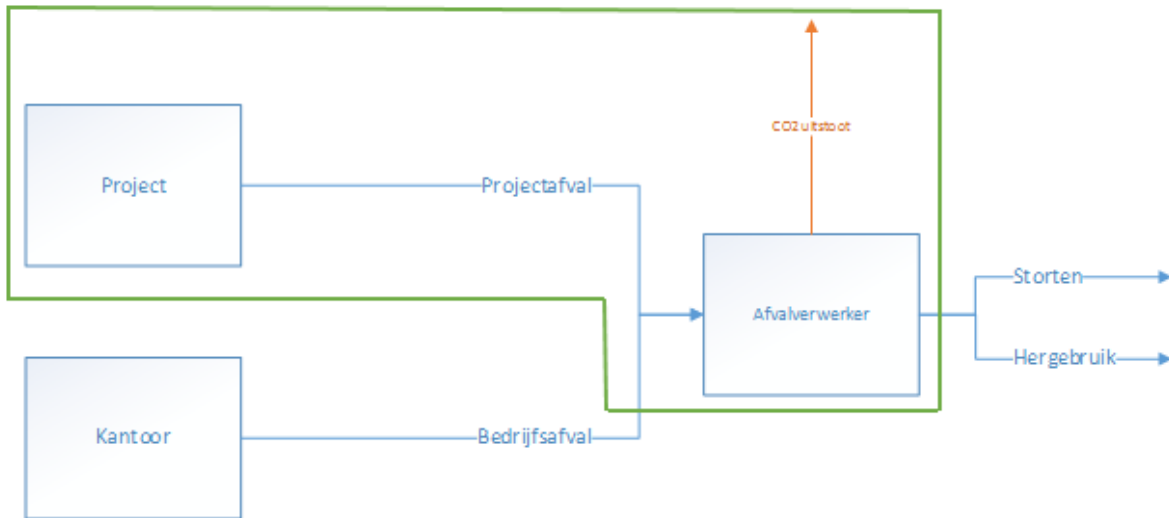 CO2 uitstoot
Project
Projectafval
Storten
Afvalverwerker
Hergebruik
Kantoor
Bedrijfsafval